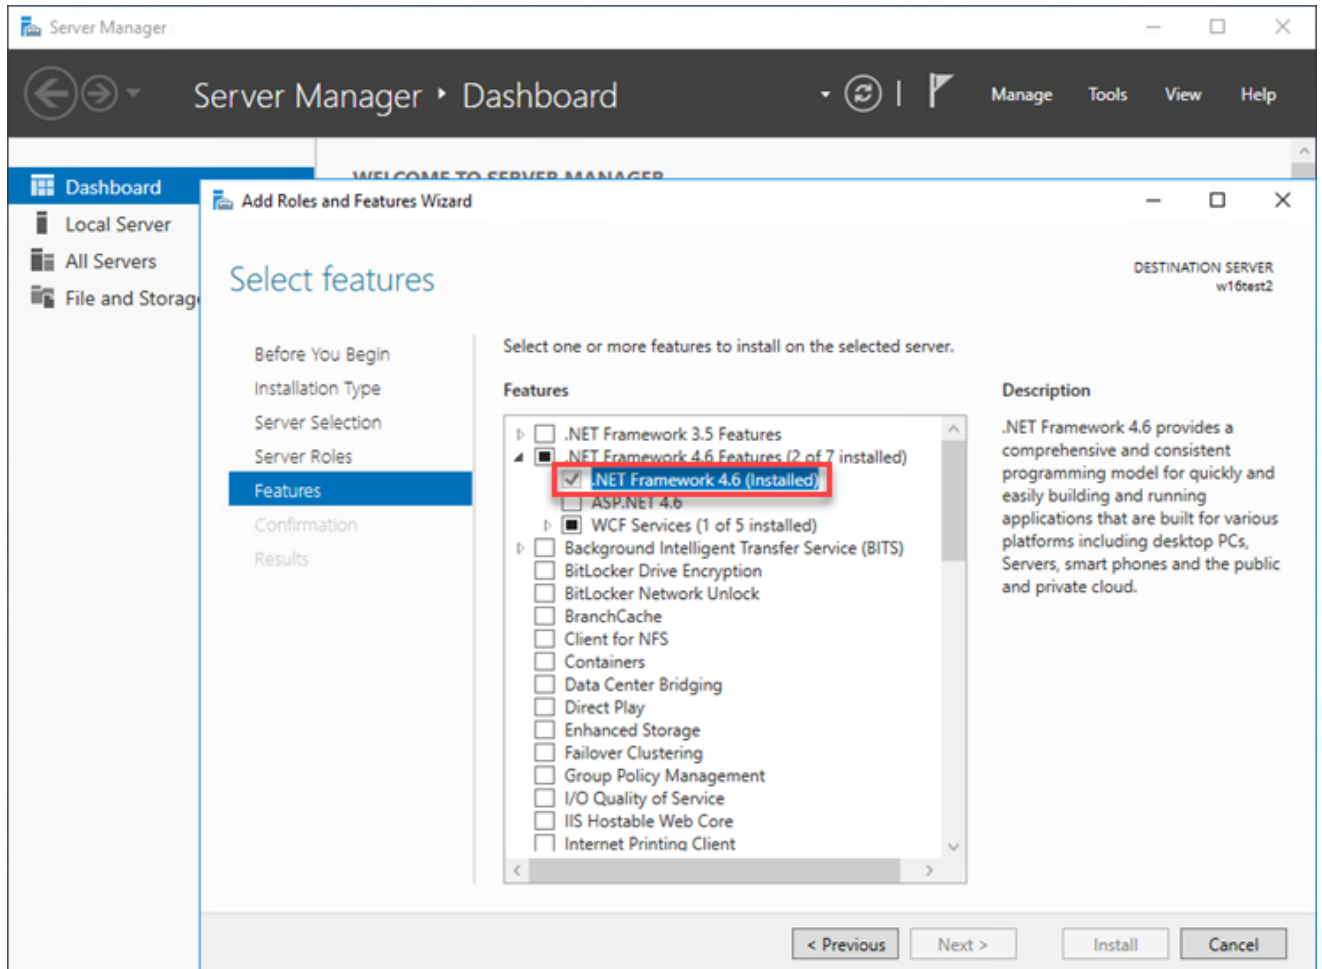 Server Manager
Server Manager ‣ Dashboard
Manage Tools View Help
WELCOME TO SERVER MANAGER
Dashboard
Local Server
All Servers
File and Storag
Add Roles and Features Wizard
Select features
DESTINATION SERVER
w16test2
Before You Begin
Installation Type
Server Selection
Server Roles
Features
Confirmation
Results
Select one or more features to install on the selected server.
Features
.NET Framework 3.5 Features
.NET Framework 4.6 Features (2 of 7 installed)
.NET Framework 4.6 (Installed)
ASP.NET 4.6
WCF Services (1 of 5 installed)
Background Intelligent Transfer Service (BITS)
BitLocker Drive Encryption
BitLocker Network Unlock
BranchCache
Client for NFS
Containers
Data Center Bridging
Direct Play
Enhanced Storage
Failover Clustering
Group Policy Management
I/O Quality of Service
IIS Hostable Web Core
Internet Printing Client
Description
.NET Framework 4.6 provides a
comprehensive and consistent
programming model for quickly and
easily building and running
applications that are built for various
platforms including desktop PCs,
Servers, smart phones and the public
and private cloud.
< Previous
Next >
Install
Cancel